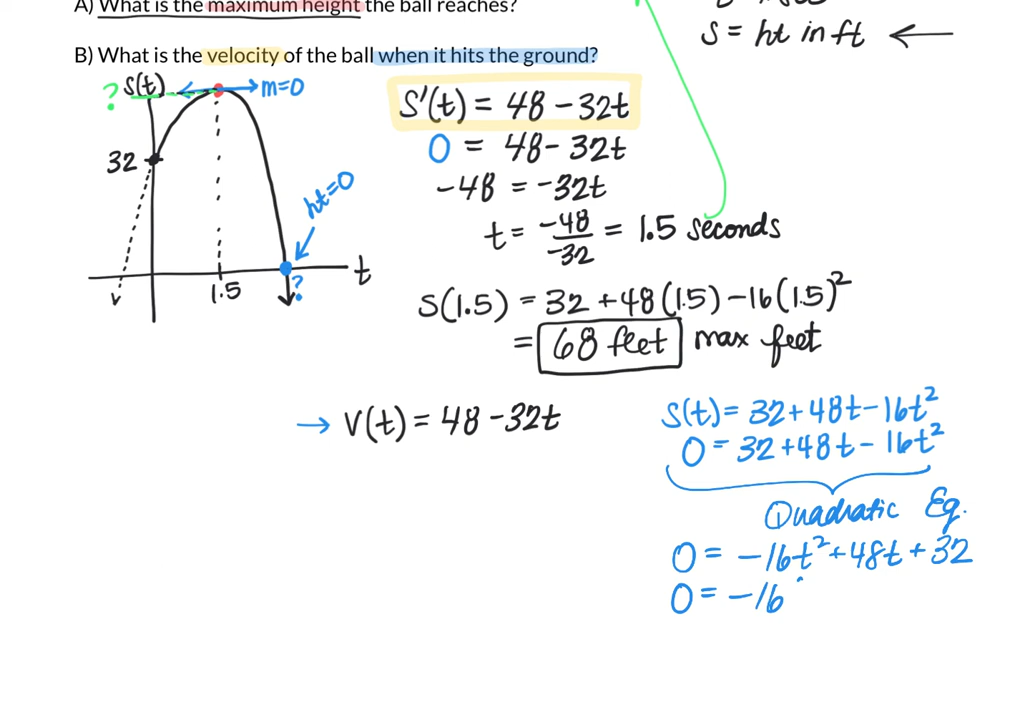 A) What is the maximum height the ball reaches?
s = ht in ft ←
B) What is the velocity of the ball when it hits the ground?
? s(t) m=0
32
ht=0
1.5 ? t
s'(t) = 48 - 32t
0 = 48 - 32t
-48 = -32t
t = -48/-32 = 1.5 seconds
s(1.5) = 32 + 48(1.5) - 16(1.5)²
= 68 feet max feet
→ v(t) = 48 - 32t
s(t) = 32 + 48t - 16t²
0 = 32 + 48t - 16t²
Quadratic Eq.
0 = -16t² + 48t + 32
0 = -16